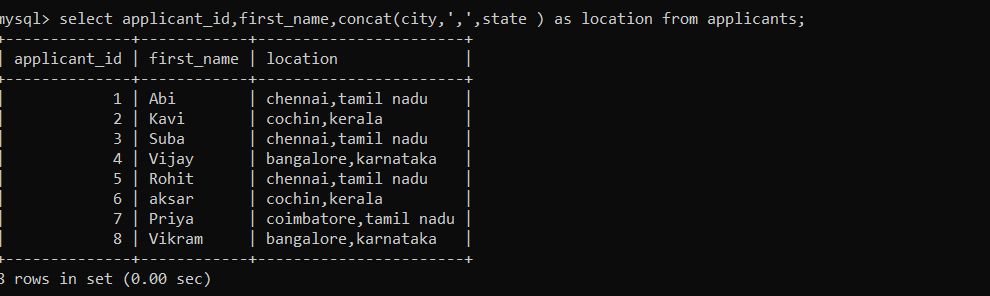 mysql> select applicant_id,first_name,concat(city,',',state ) as location from applicants;
+--------------+------------+-----------------------+
| applicant_id | first_name | location              |
+--------------+------------+-----------------------+
|            1 | Abi        | chennai,tamil nadu    |
|            2 | Kavi       | cochin,kerala         |
|            3 | Suba       | chennai,tamil nadu    |
|            4 | Vijay      | bangalore,karnataka   |
|            5 | Rohit      | chennai,tamil nadu    |
|            6 | aksar      | cochin,kerala         |
|            7 | Priya      | coimbatore,tamil nadu |
|            8 | Vikram     | bangalore,karnataka   |
+--------------+------------+-----------------------+
8 rows in set (0.00 sec)